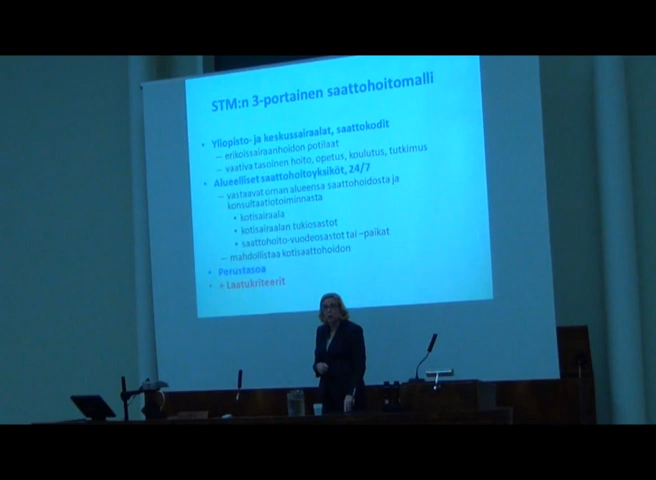 STM:n 3-portainen saattohoitomalli
• Yliopisto- ja keskussairaalat, saattokodit
– erikoissairaanhoidon potilaat
– vaativa tasoinen hoito, opetus, koulutus, tutkimus
• Alueelliset saattohoitoyksiköt, 24/7
– vastaavat oman alueensa saattohoidosta ja
konsultaatiotoiminnasta
• kotisairaala
• kotisairaalan tukiosastot
• saattohoito-vuodeosastot tai –paikat
– mahdollistaa kotisaattohoidon
• Perustasoa
• + Laatukriteerit